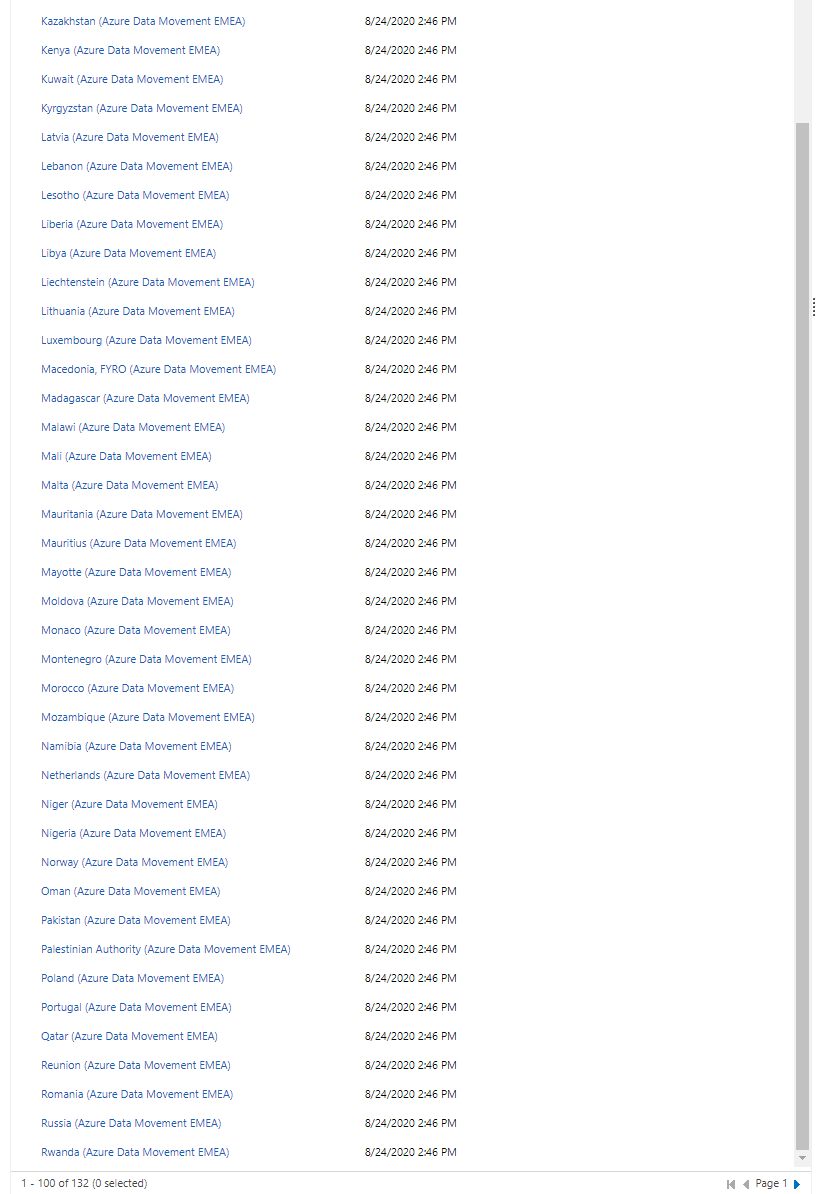 Kazakhstan (Azure Data Movement EMEA) 8/24/2020 2:46 PM
Kenya (Azure Data Movement EMEA) 8/24/2020 2:46 PM
Kuwait (Azure Data Movement EMEA) 8/24/2020 2:46 PM
Kyrgyzstan (Azure Data Movement EMEA) 8/24/2020 2:46 PM
Latvia (Azure Data Movement EMEA) 8/24/2020 2:46 PM
Lebanon (Azure Data Movement EMEA) 8/24/2020 2:46 PM
Lesotho (Azure Data Movement EMEA) 8/24/2020 2:46 PM
Liberia (Azure Data Movement EMEA) 8/24/2020 2:46 PM
Libya (Azure Data Movement EMEA) 8/24/2020 2:46 PM
Liechtenstein (Azure Data Movement EMEA) 8/24/2020 2:46 PM
Lithuania (Azure Data Movement EMEA) 8/24/2020 2:46 PM
Luxembourg (Azure Data Movement EMEA) 8/24/2020 2:46 PM
Macedonia, FYRO (Azure Data Movement EMEA) 8/24/2020 2:46 PM
Madagascar (Azure Data Movement EMEA) 8/24/2020 2:46 PM
Malawi (Azure Data Movement EMEA) 8/24/2020 2:46 PM
Mali (Azure Data Movement EMEA) 8/24/2020 2:46 PM
Malta (Azure Data Movement EMEA) 8/24/2020 2:46 PM
Mauritania (Azure Data Movement EMEA) 8/24/2020 2:46 PM
Mauritius (Azure Data Movement EMEA) 8/24/2020 2:46 PM
Mayotte (Azure Data Movement EMEA) 8/24/2020 2:46 PM
Moldova (Azure Data Movement EMEA) 8/24/2020 2:46 PM
Monaco (Azure Data Movement EMEA) 8/24/2020 2:46 PM
Montenegro (Azure Data Movement EMEA) 8/24/2020 2:46 PM
Morocco (Azure Data Movement EMEA) 8/24/2020 2:46 PM
Mozambique (Azure Data Movement EMEA) 8/24/2020 2:46 PM
Namibia (Azure Data Movement EMEA) 8/24/2020 2:46 PM
Netherlands (Azure Data Movement EMEA) 8/24/2020 2:46 PM
Niger (Azure Data Movement EMEA) 8/24/2020 2:46 PM
Nigeria (Azure Data Movement EMEA) 8/24/2020 2:46 PM
Norway (Azure Data Movement EMEA) 8/24/2020 2:46 PM
Oman (Azure Data Movement EMEA) 8/24/2020 2:46 PM
Pakistan (Azure Data Movement EMEA) 8/24/2020 2:46 PM
Palestinian Authority (Azure Data Movement EMEA) 8/24/2020 2:46 PM
Poland (Azure Data Movement EMEA) 8/24/2020 2:46 PM
Portugal (Azure Data Movement EMEA) 8/24/2020 2:46 PM
Qatar (Azure Data Movement EMEA) 8/24/2020 2:46 PM
Reunion (Azure Data Movement EMEA) 8/24/2020 2:46 PM
Romania (Azure Data Movement EMEA) 8/24/2020 2:46 PM
Russia (Azure Data Movement EMEA) 8/24/2020 2:46 PM
Rwanda (Azure Data Movement EMEA) 8/24/2020 2:46 PM
1 - 100 of 132 (0 selected) Page 1